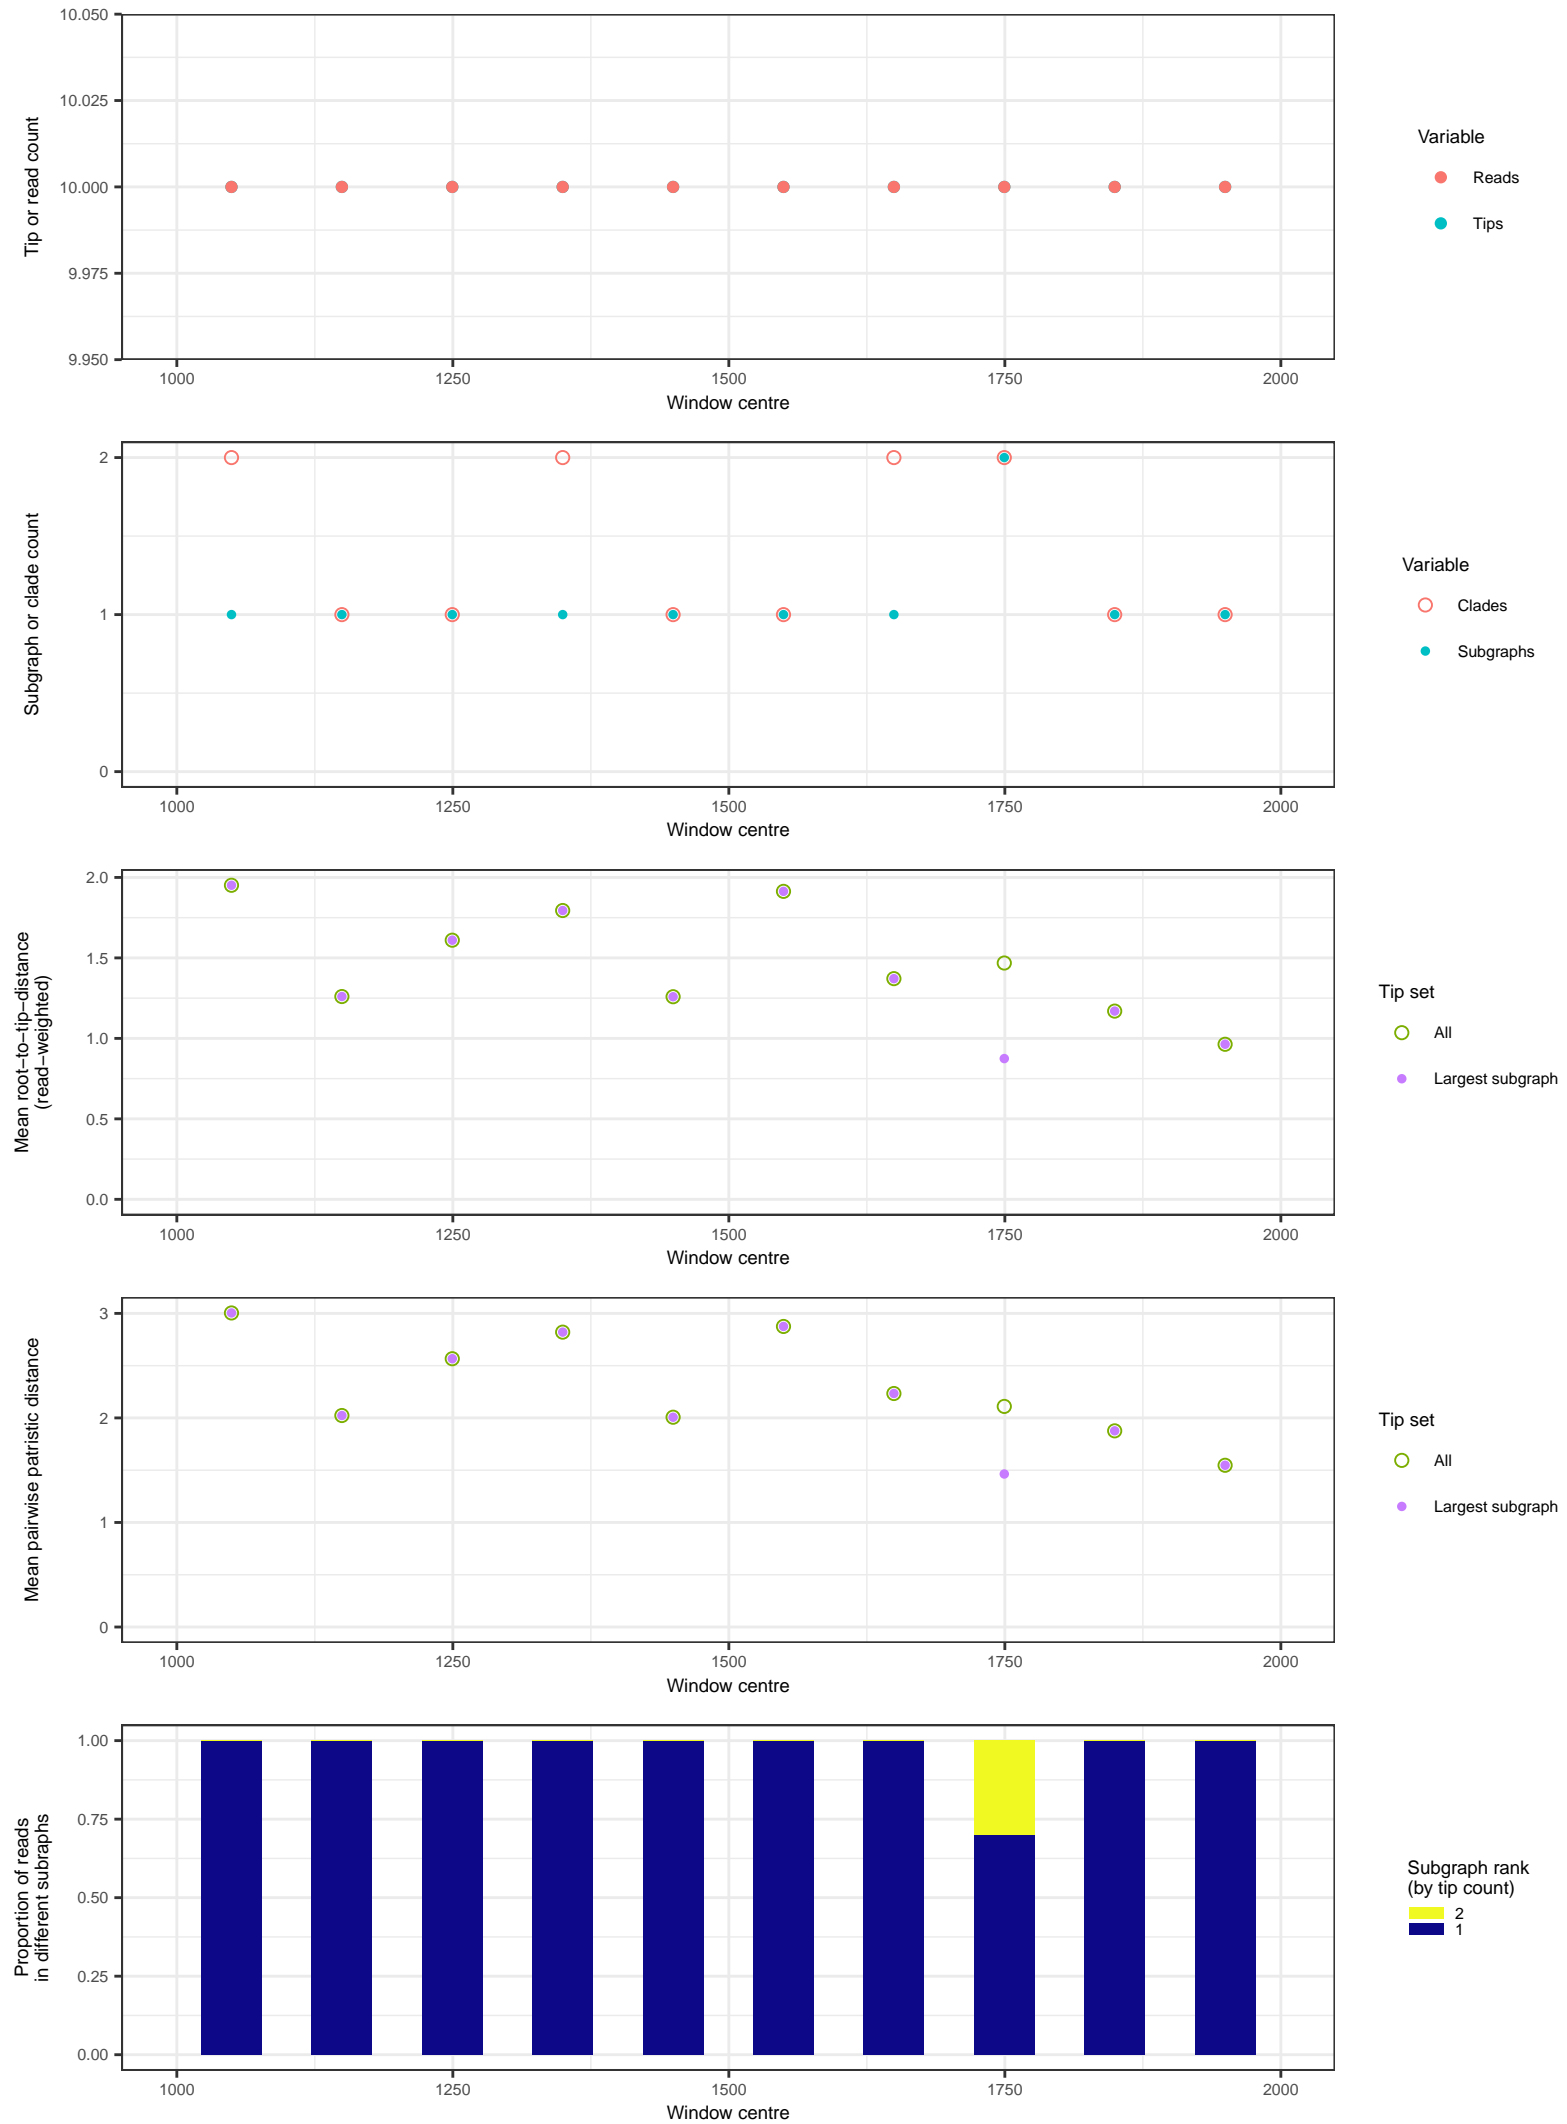 10.050
10.025
10.000
9.975
9.950
Tip or read count
1000 1250 1500 1750 2000
Window centre
Variable
Reads
Tips
2
1
0
Subgraph or clade count
1000 1250 1500 1750 2000
Window centre
Variable
Clades
Subgraphs
2.0
1.5
1.0
0.5
0.0
Mean root−to−tip−distance
(read−weighted)
1000 1250 1500 1750 2000
Window centre
Tip set
All
Largest subgraph
3
2
1
0
Mean pairwise patristic distance
1000 1250 1500 1750 2000
Window centre
Tip set
All
Largest subgraph
1.00
0.75
0.50
0.25
0.00
Proportion of reads
in different subraphs
1000 1250 1500 1750 2000
Window centre
Subgraph rank
(by tip count)
2
1